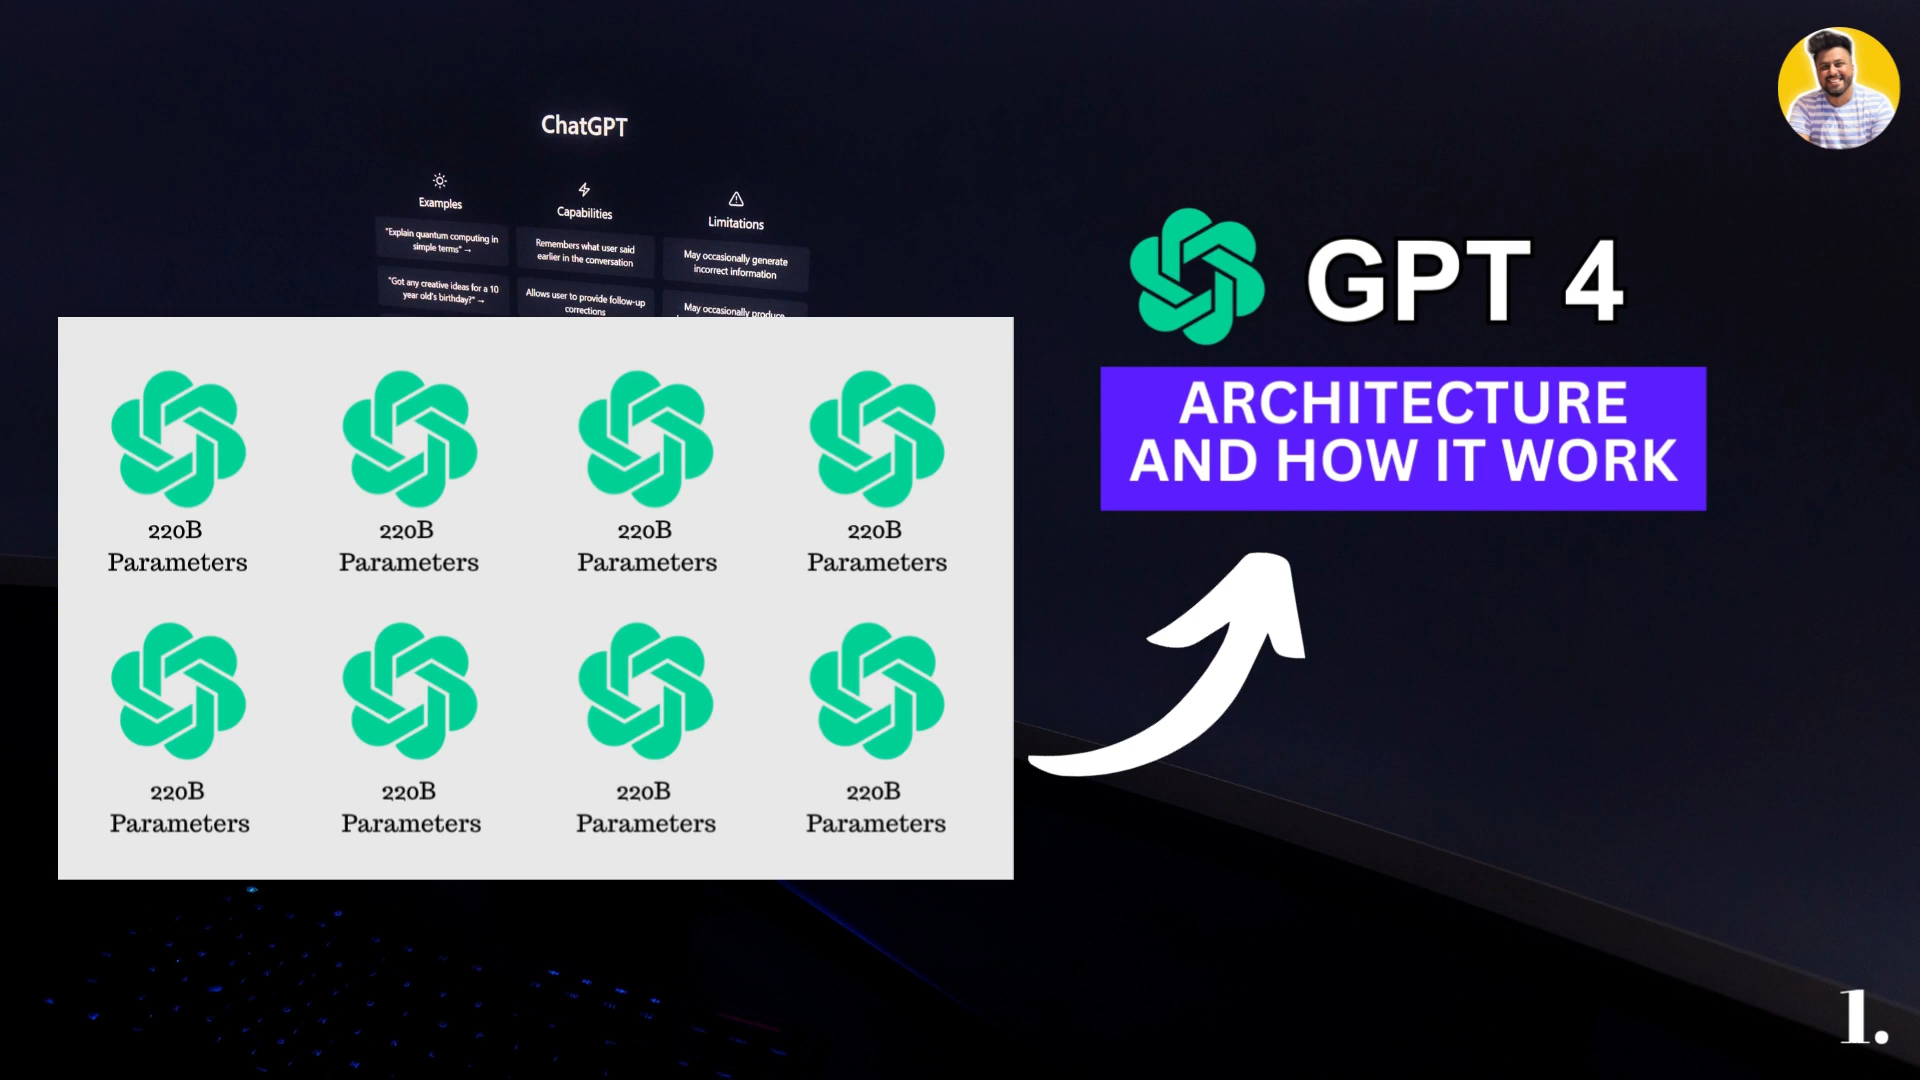 ChatGPT
Examples
Capabilities
Limitations
"Explain quantum computing in
simple terms" →
Remembers what user said
earlier in the conversation
May occasionally generate
incorrect information
"Got any creative ideas for a 10
year old's birthday?" →
Allows user to provide follow-up
corrections
May occasionally produce
220B
Parameters
220B
Parameters
220B
Parameters
220B
Parameters
220B
Parameters
220B
Parameters
220B
Parameters
220B
Parameters
GPT 4
ARCHITECTURE
AND HOW IT WORK
1.